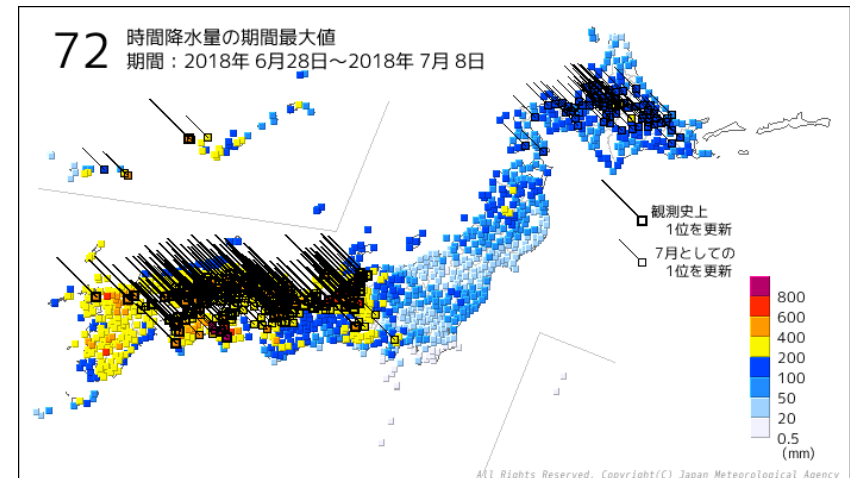 72 時間降水量の期間最大値
期間：2018年 6月28日～2018年 7月 8日
観測史上
1位を更新
7月としての
1位を更新
800
600
400
200
100
50
20
0.5
(mm)
All Rights Reserved. Copyright(C) Japan Meteorological Agency